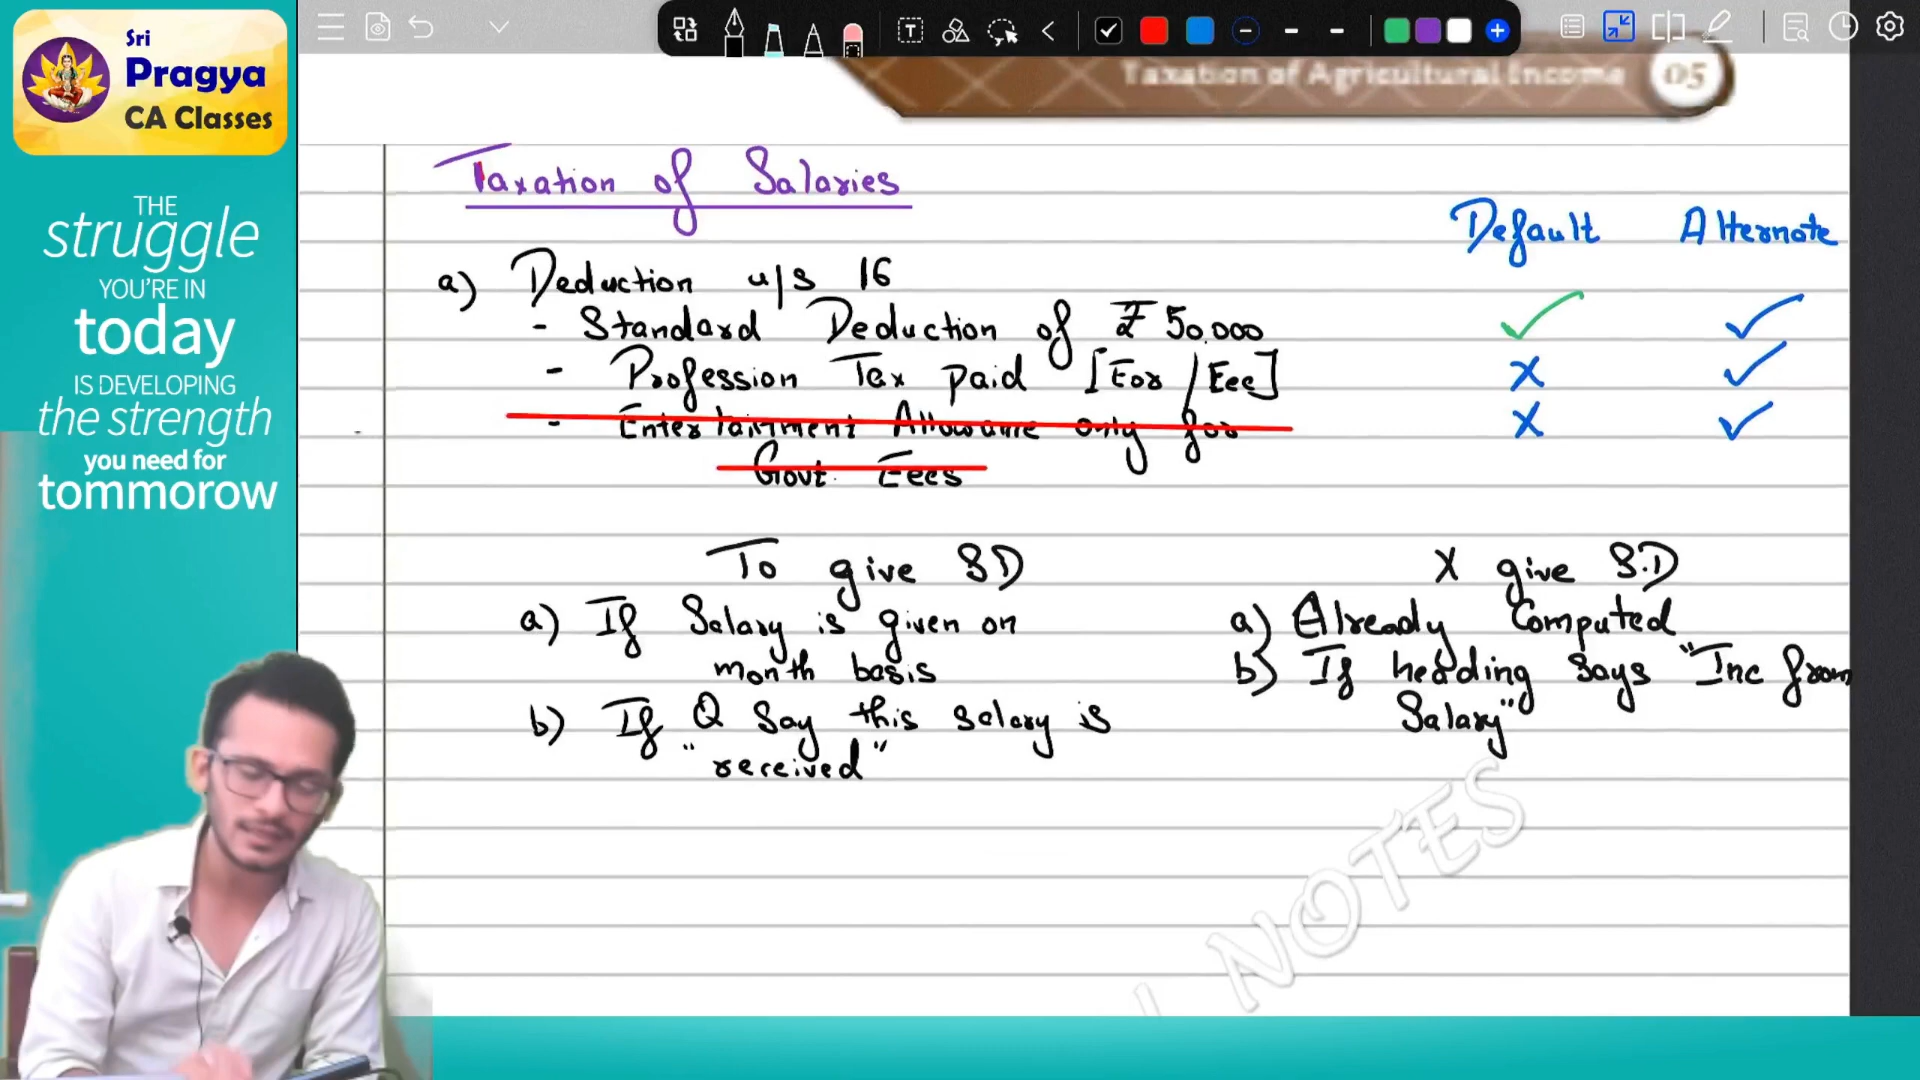 Sri
Pragya
CA Classes
THE
struggle
YOU'RE IN
today
IS DEVELOPING
the strength
you need for
tommorow
Taxation of Agricultural Income 05
Taxation of Salaries
Default Alternate
a) Deduction u/s 16
- Standard Deduction of ₹ 50,000 ✓ ✓
- Profession Tax paid [Eor/Eee] X ✓
- Entertainment Allowance only for X ✓
Govt. Eees
To give SD
a) If Salary is given on
month basis
b) If Q Say this salary is
"received"
X give S.D
a) Already Computed
b) If heading Says "Inc from
Salary"
NOTES